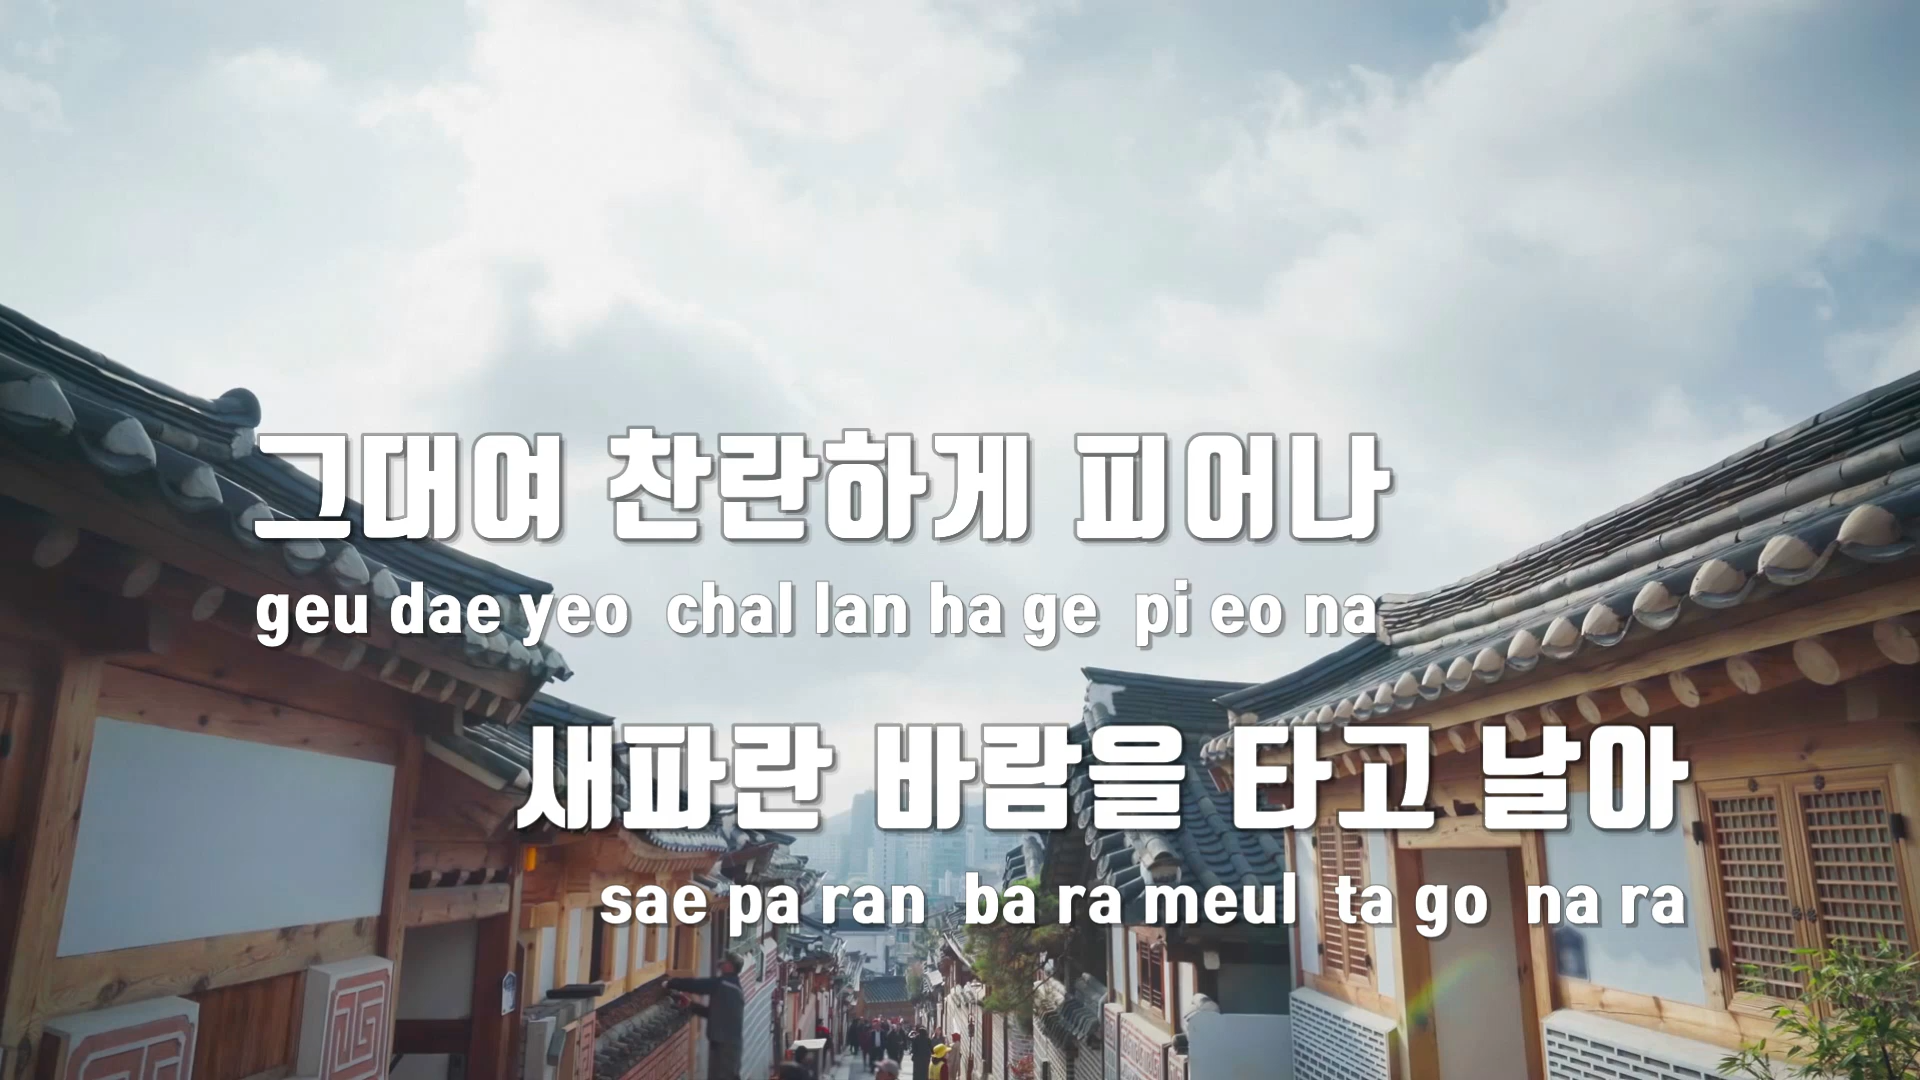 그대여 찬란하게 피어나
geu dae yeo chal lan ha ge pi eo na
새파란 바람을 타고 날아
sae pa ran ba ra meul ta go na ra